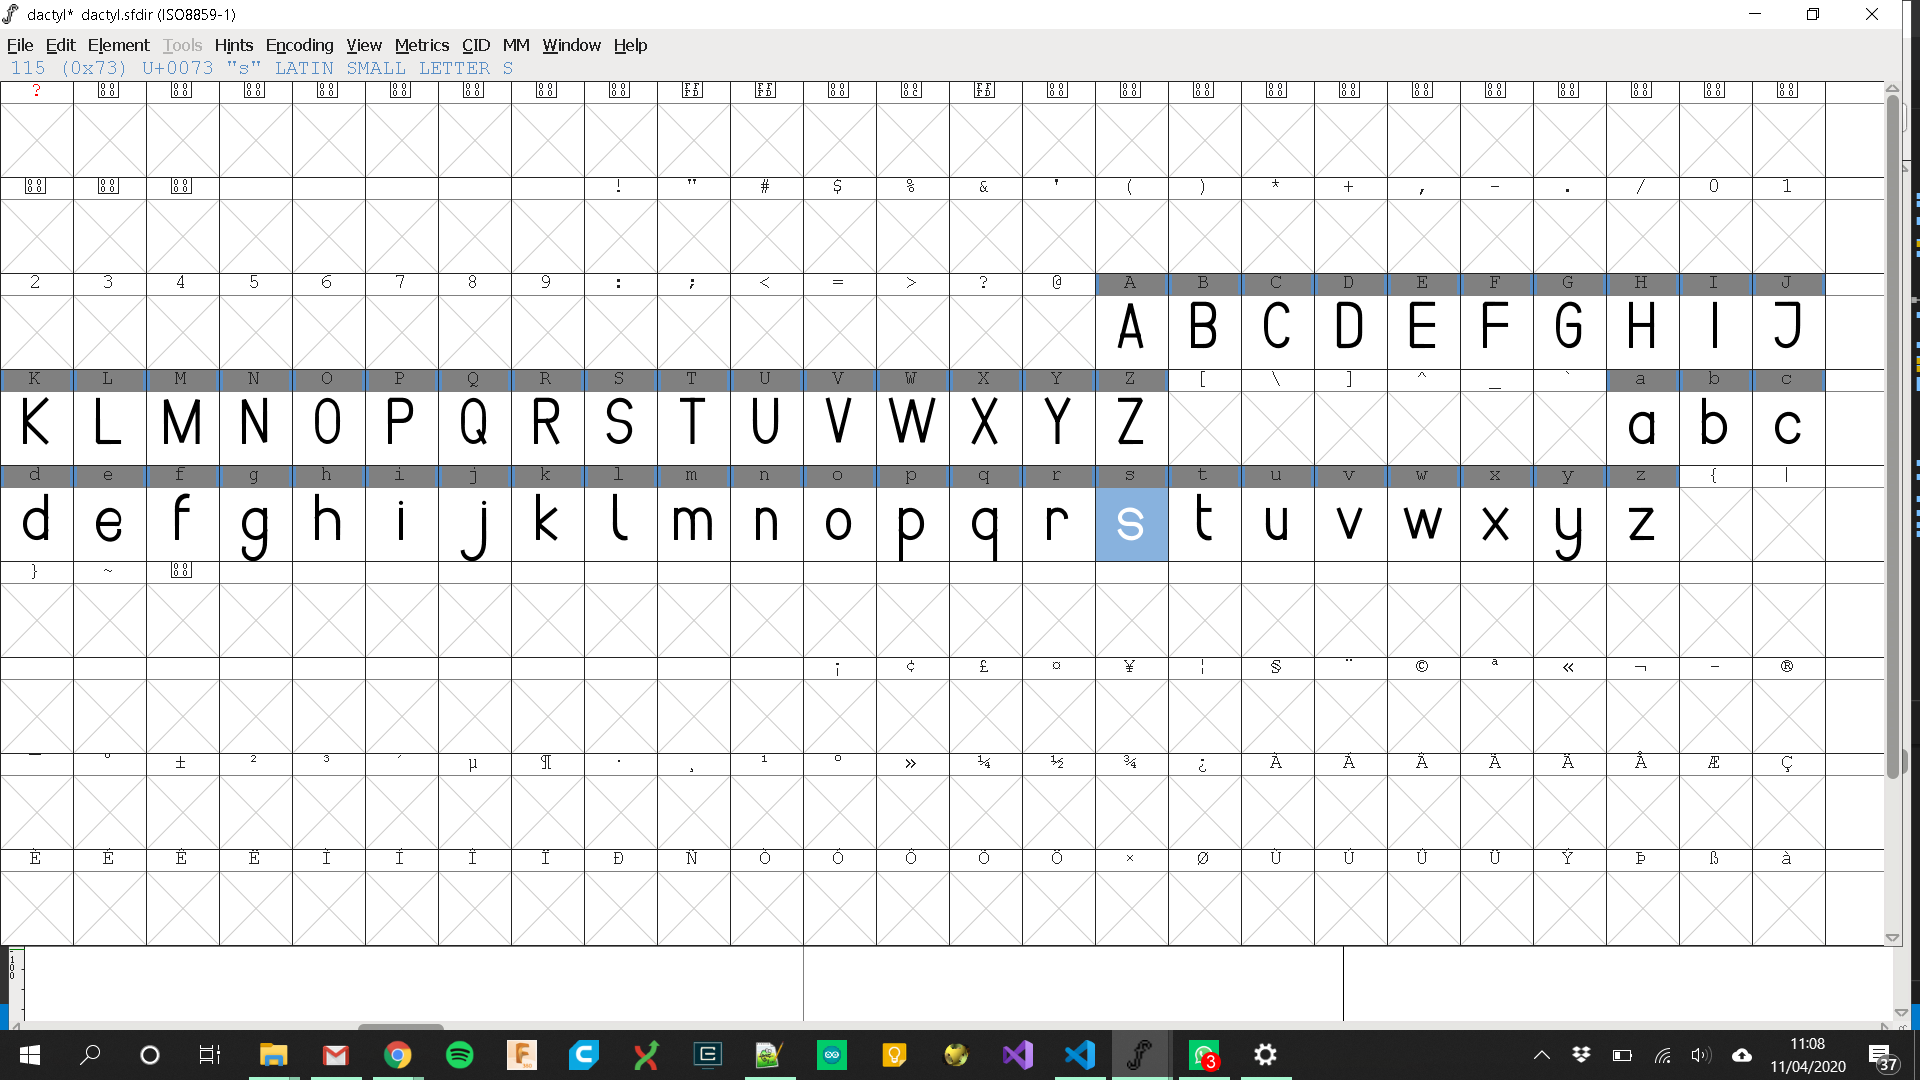 dactyl*  dactyl.sfdir (ISO8859-1)
File Edit Element Tools Hints Encoding View Metrics CID MM Window Help
115 (0x73) U+0073 "s" LATIN SMALL LETTER S
?
! " # $ % & ' ( ) * + , - . / 0 1
2 3 4 5 6 7 8 9 : ; < = > ? @ A B C D E F G H I J
A B C D E F G H I J
K L M N O P Q R S T U V W X Y Z [ \ ] ^ _ ` a b c
K L M N O P Q R S T U V W X Y Z a b c
d e f g h i j k l m n o p q r s t u v w x y z { |
d e f g h i j k l m n o p q r s t u v w x y z
} ~
¡ ¢ £ ¤ ¥ ¦ § ¨ © ª « ¬ - ®
¯ ° ± ² ³ ´ µ ¶ · ¸ ¹ º » ¼ ½ ¾ ¿ À Á Â Ã Ä Å Æ Ç
È É Ê Ë Ì Í Î Ï Ð Ñ Ò Ó Ô Õ Ö × Ø Ù Ú Û Ü Ý Þ ß à
100
3
11:08
11/04/2020
37